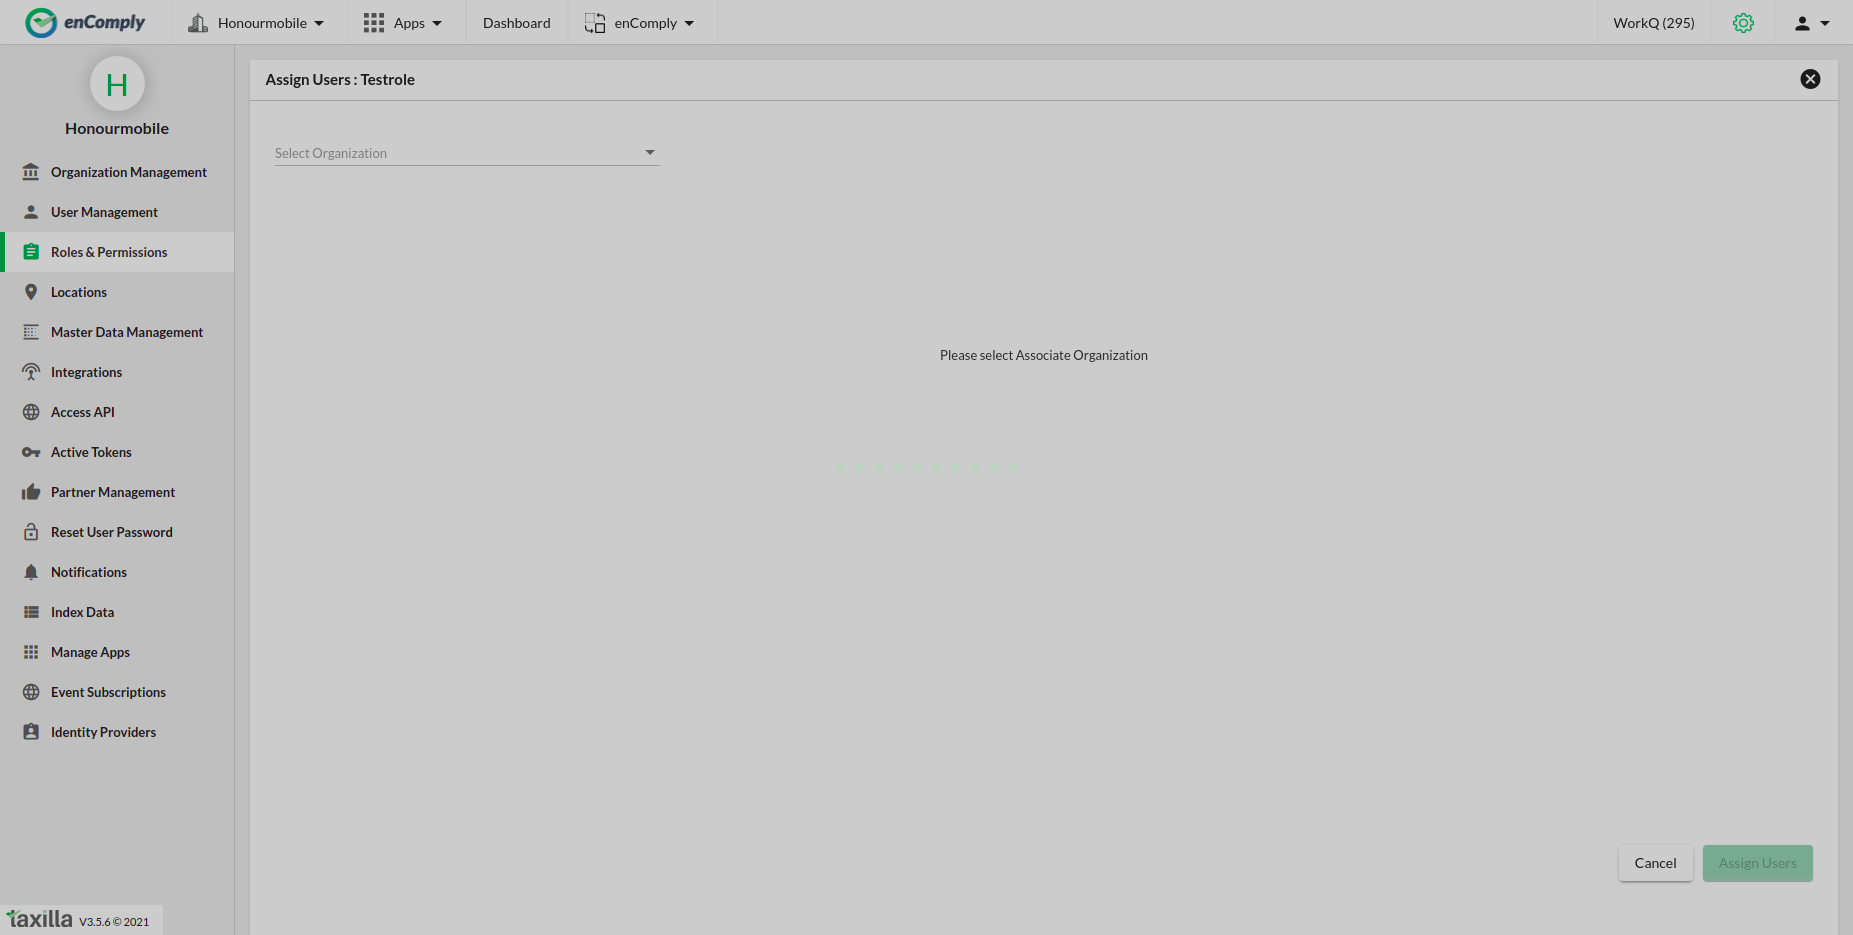 enComply
Honourmobile
Apps
Dashboard
enComply
WorkQ (295)
H
Honourmobile
Organization Management
User Management
Roles & Permissions
Locations
Master Data Management
Integrations
Access API
Active Tokens
Partner Management
Reset User Password
Notifications
Index Data
Manage Apps
Event Subscriptions
Identity Providers
taxilla V3.5.6 © 2021
Assign Users : Testrole
Select Organization
Please select Associate Organization
Cancel
Assign Users